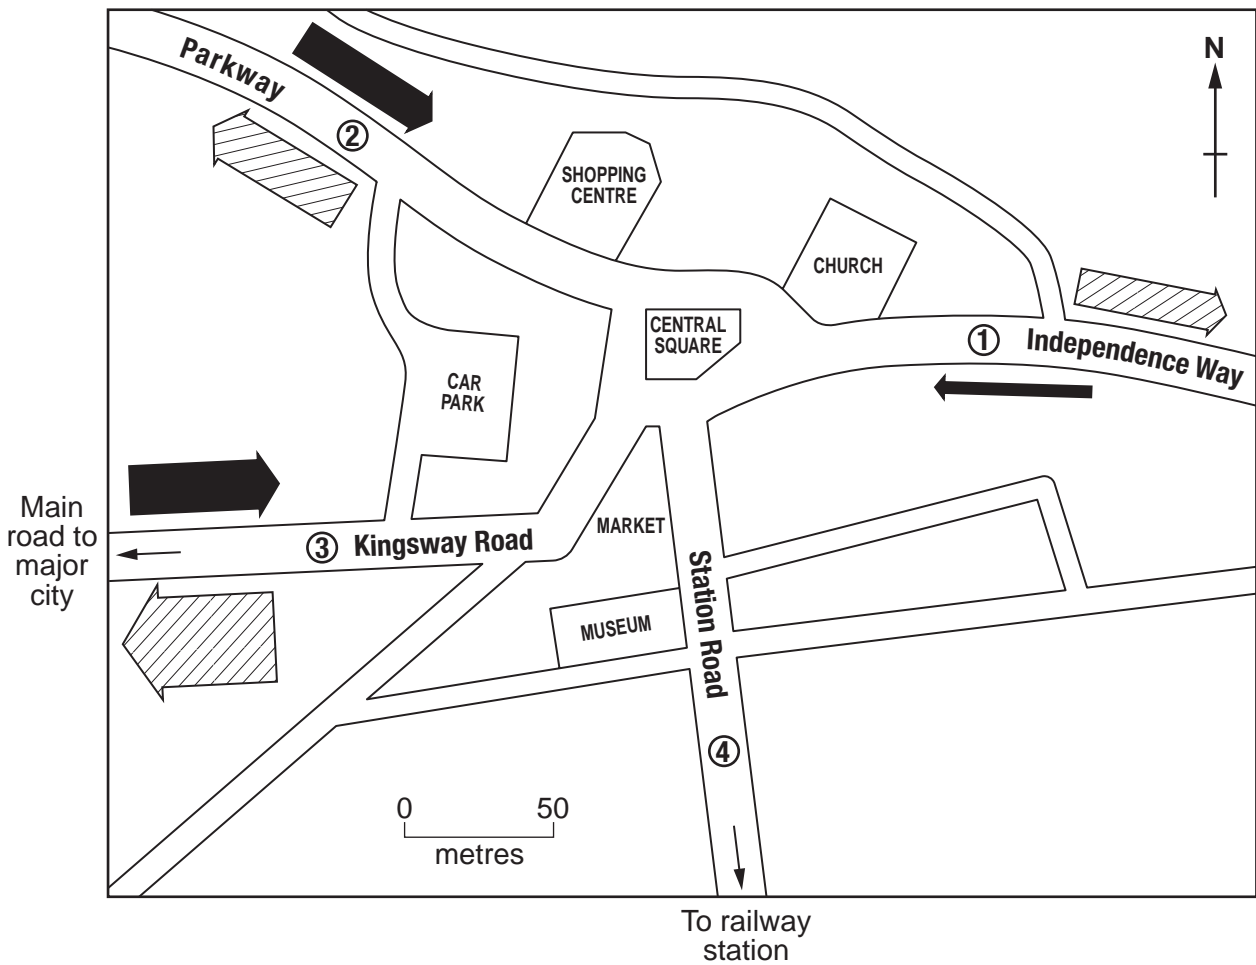 Parkway
N
②
SHOPPING
CENTRE
CHURCH
CENTRAL
SQUARE
①
Independence Way
CAR
PARK
Main
road to
major
city
③
Kingsway Road
MARKET
Station Road
MUSEUM
④
0
50
metres
To railway
station